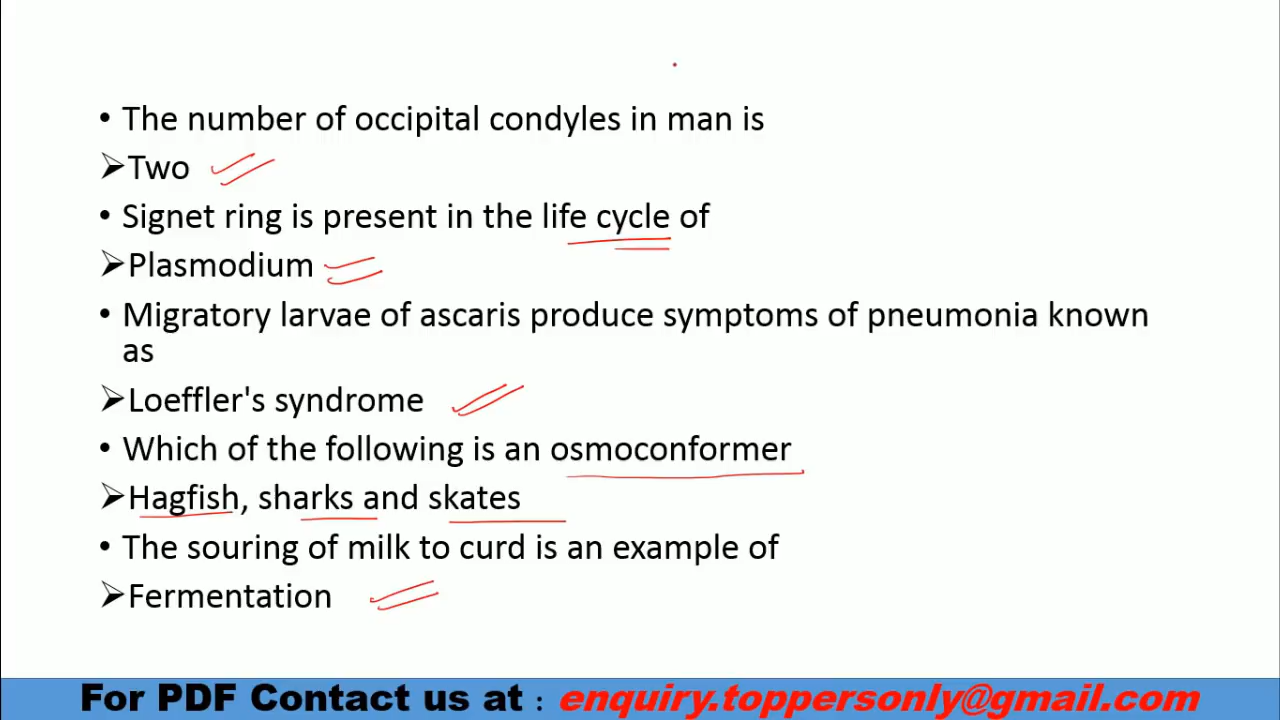 • The number of occipital condyles in man is
➢Two
• Signet ring is present in the life cycle of
➢Plasmodium
• Migratory larvae of ascaris produce symptoms of pneumonia known
as
➢Loeffler's syndrome
• Which of the following is an osmoconformer
➢Hagfish, sharks and skates
• The souring of milk to curd is an example of
➢Fermentation
For PDF Contact us at : enquiry.toppersonly@gmail.com